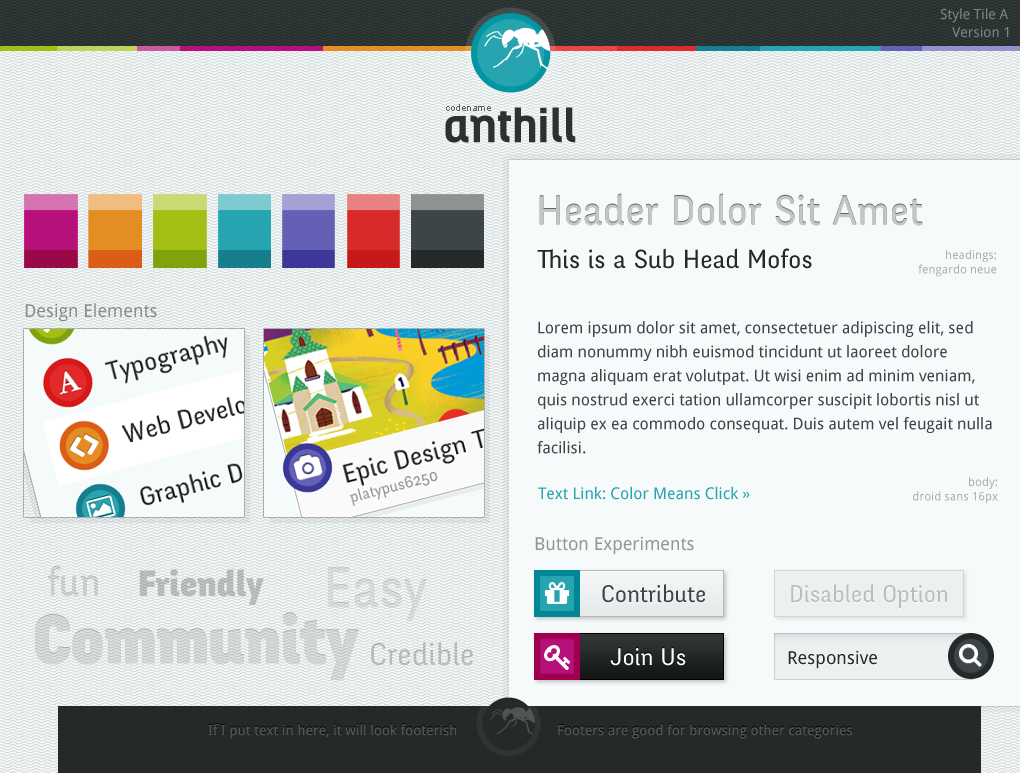 Style Tile A
Version 1
codename
anthill
Header Dolor Sit Amet
This is a Sub Head Mofos
headings:
fengardo neue
Design Elements
A
Typography
Web Develo
Graphic D
1
Epic Design T
platypus6250
Lorem ipsum dolor sit amet, consectetuer adipiscing elit, sed
diam nonummy nibh euismod tincidunt ut laoreet dolore
magna aliquam erat volutpat. Ut wisi enim ad minim veniam,
quis nostrud exerci tation ullamcorper suscipit lobortis nisl ut
aliquip ex ea commodo consequat. Duis autem vel feugait nulla
facilisi.
Text Link: Color Means Click »
body:
droid sans 16px
Button Experiments
Contribute
Disabled Option
Join Us
Responsive
fun
Friendly
Easy
Community
Credible
If I put text in here, it will look footerish
Footers are good for browsing other categories